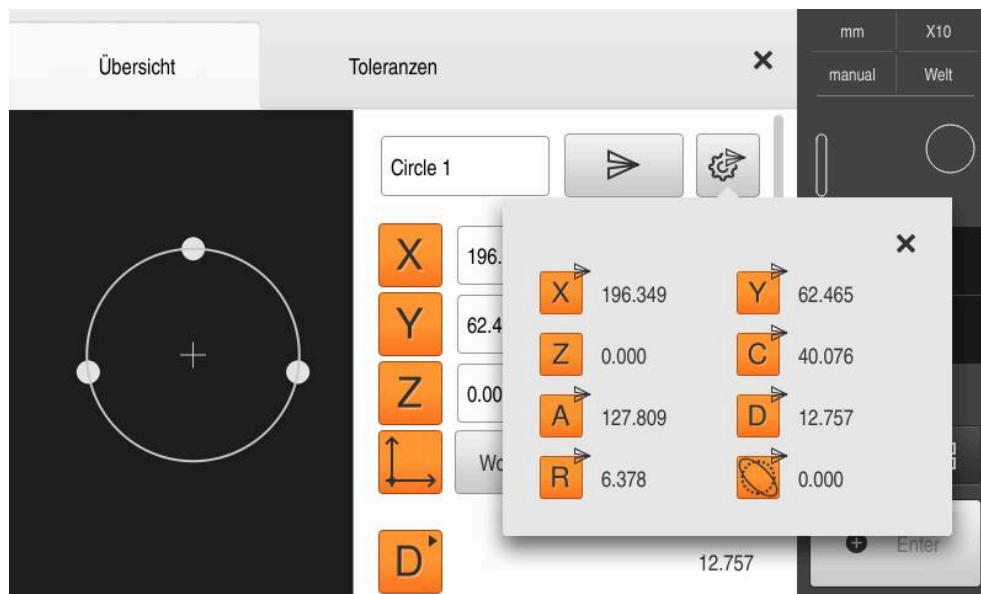 Übersicht
Toleranzen
mm
X10
manual
Welt
Circle 1
X
196.
Y
62.4
Z
0.00
D
12.757
X
196.349
Y
62.465
Z
0.000
C
40.076
A
127.809
D
12.757
R
6.378
0.000
Enter